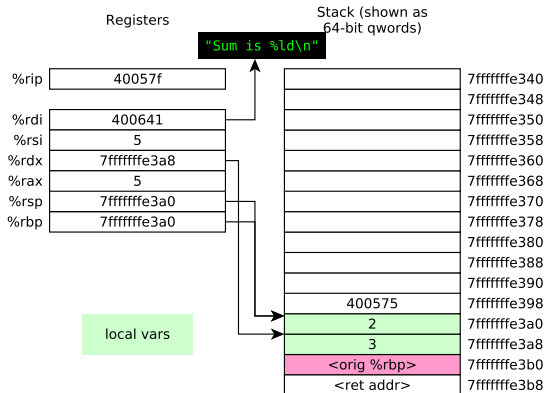 Registers
Stack (shown as
64-bit qwords)
"Sum is %ld\n"
%rip 40057f
%rdi 400641
%rsi 5
%rdx 7fffffffe3a8
%rax 5
%rsp 7fffffffe3a0
%rbp 7fffffffe3a0
local vars
7fffffffe340
7fffffffe348
7fffffffe350
7fffffffe358
7fffffffe360
7fffffffe368
7fffffffe370
7fffffffe378
7fffffffe380
7fffffffe388
7fffffffe390
400575 7fffffffe398
2 7fffffffe3a0
3 7fffffffe3a8
<orig %rbp> 7fffffffe3b0
<ret addr> 7fffffffe3b8